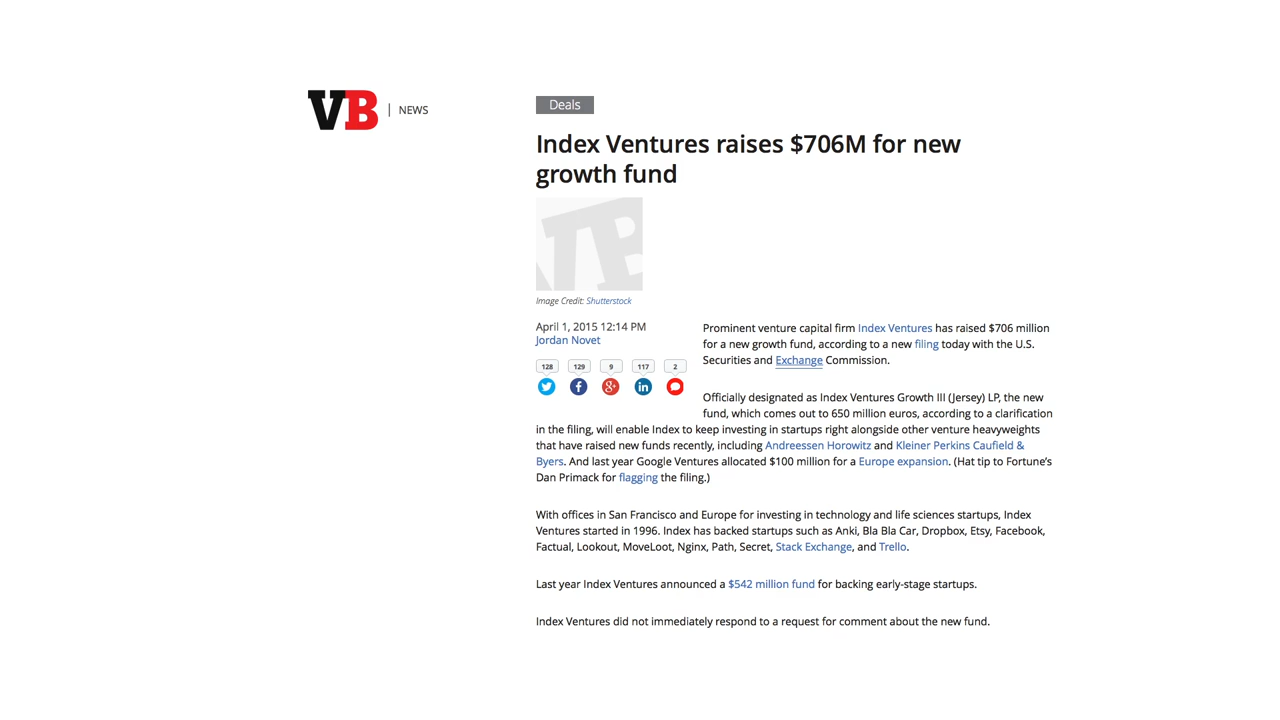 VB | NEWS
Deals
Index Ventures raises $706M for new
growth fund
VB
Image Credit: Shutterstock
April 1, 2015 12:14 PM
Jordan Novet
128 129 9 117 2
Prominent venture capital firm Index Ventures has raised $706 million
for a new growth fund, according to a new filing today with the U.S.
Securities and Exchange Commission.
Officially designated as Index Ventures Growth III (Jersey) LP, the new
fund, which comes out to 650 million euros, according to a clarification
in the filing, will enable Index to keep investing in startups right alongside other venture heavyweights
that have raised new funds recently, including Andreessen Horowitz and Kleiner Perkins Caufield &
Byers. And last year Google Ventures allocated $100 million for a Europe expansion. (Hat tip to Fortune's
Dan Primack for flagging the filing.)
With offices in San Francisco and Europe for investing in technology and life sciences startups, Index
Ventures started in 1996. Index has backed startups such as Anki, Bla Bla Car, Dropbox, Etsy, Facebook,
Factual, Lookout, MoveLoot, Nginx, Path, Secret, Stack Exchange, and Trello.
Last year Index Ventures announced a $542 million fund for backing early-stage startups.
Index Ventures did not immediately respond to a request for comment about the new fund.